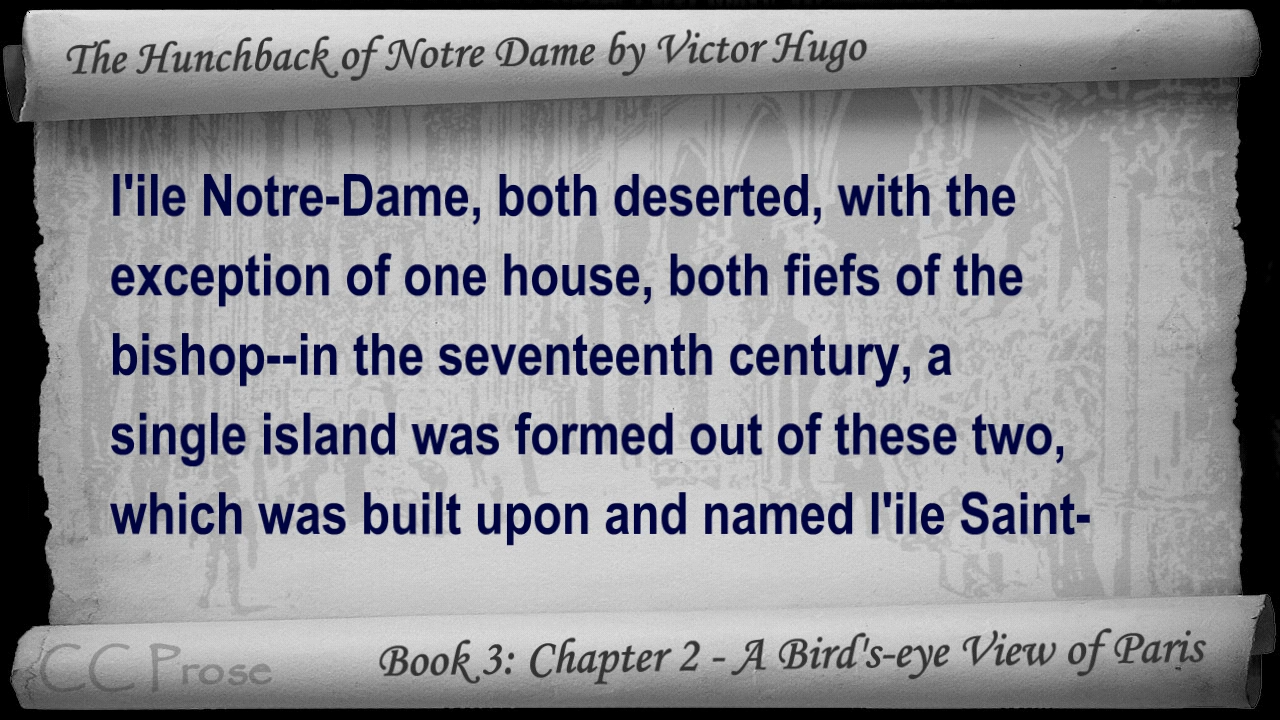 The Hunchback of Notre Dame by Victor Hugo
l'ile Notre-Dame, both deserted, with the
exception of one house, both fiefs of the
bishop--in the seventeenth century, a
single island was formed out of these two,
which was built upon and named l'ile Saint-
CC Prose
Book 3: Chapter 2 - A Bird's-eye View of Paris